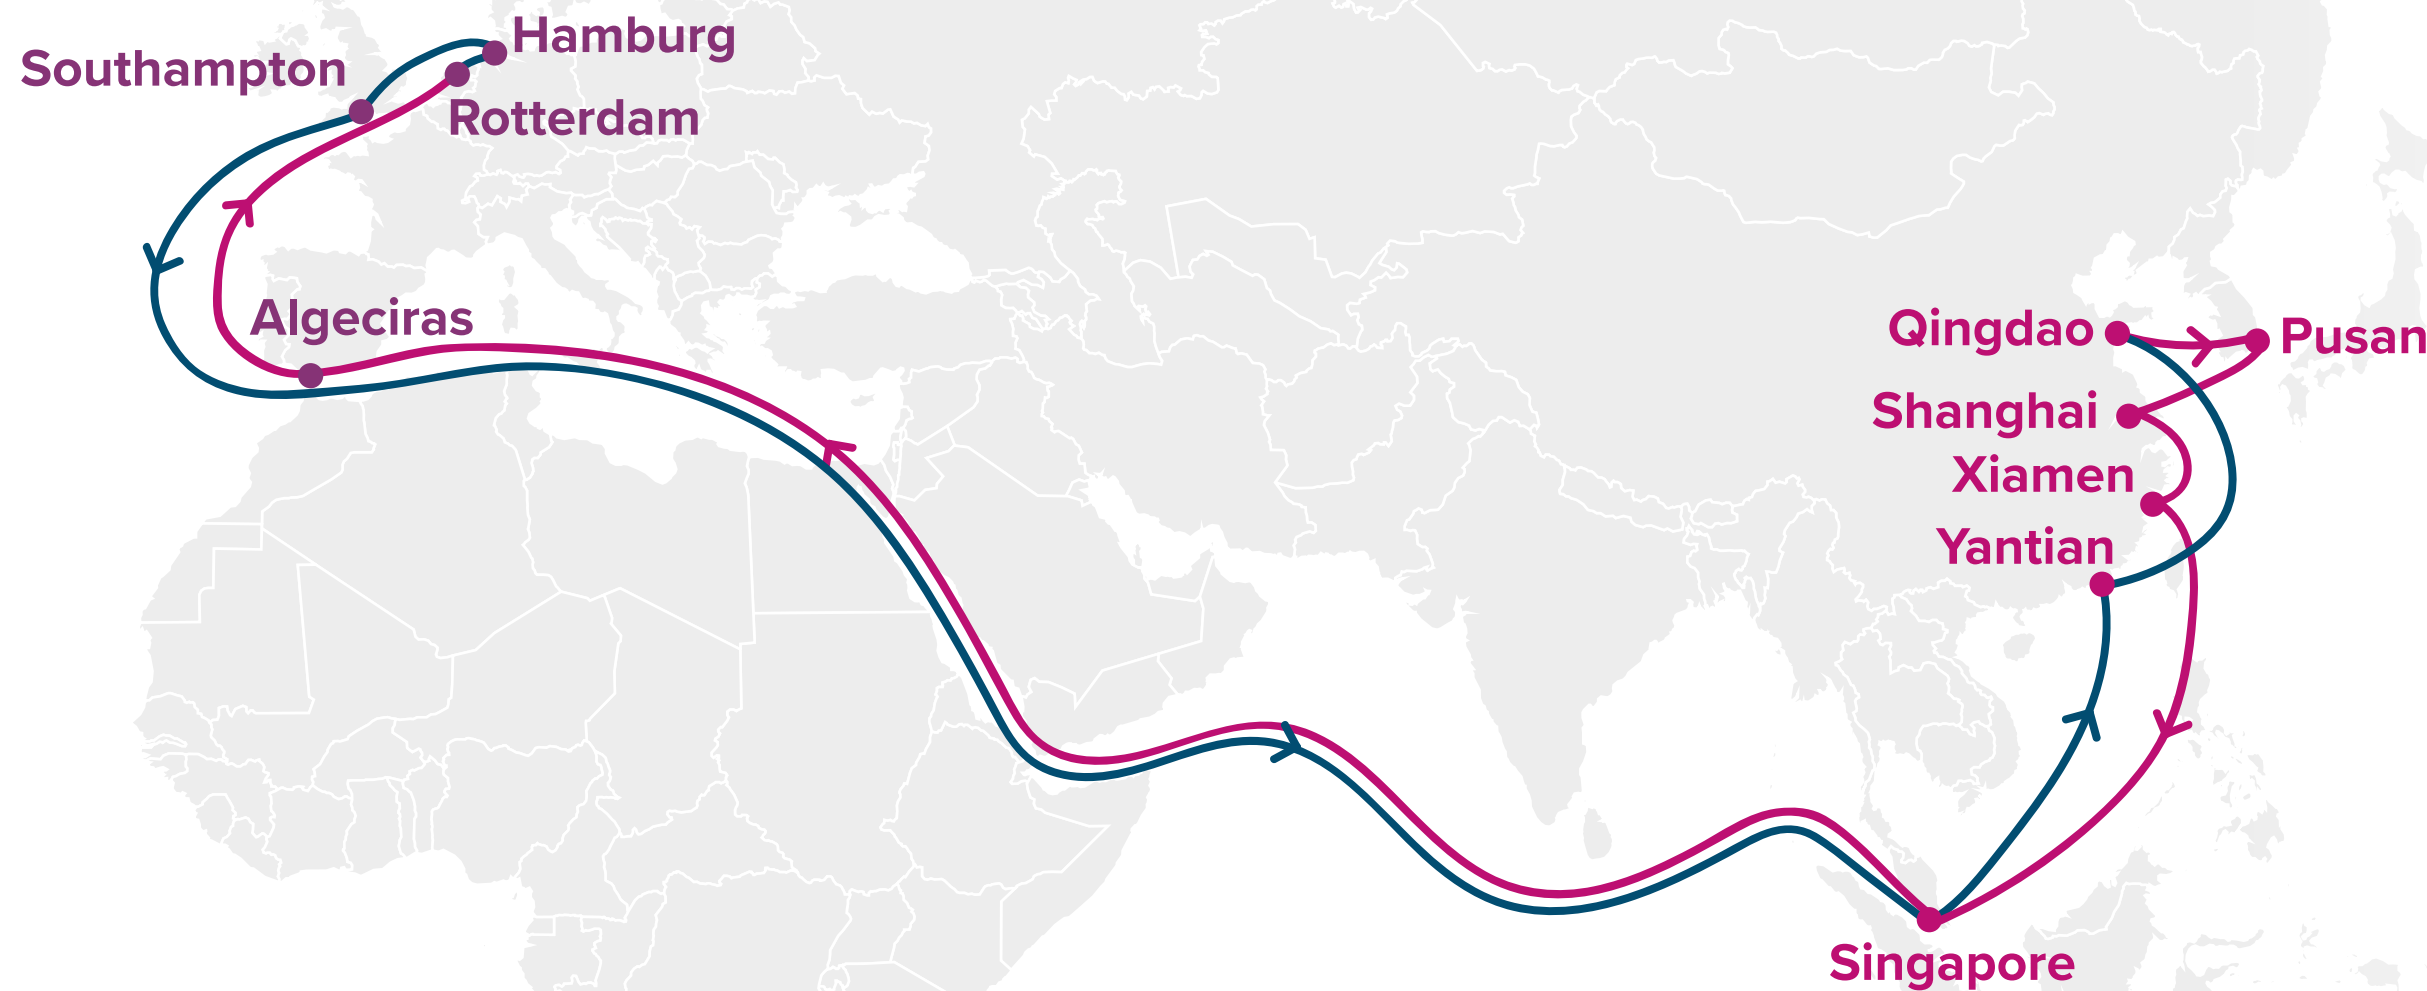 Hamburg
Southampton
Rotterdam
Algeciras
Qingdao
Pusan
Shanghai
Xiamen
Yantian
Singapore